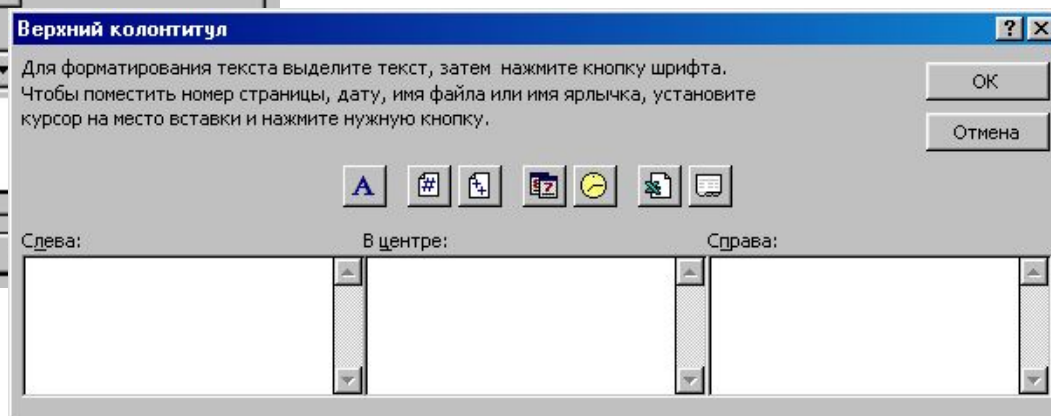 Верхний колонтитул
Для форматирования текста выделите текст, затем нажмите кнопку шрифта.
Чтобы поместить номер страницы, дату, имя файла или имя ярлычка, установите
курсор на место вставки и нажмите нужную кнопку.
ОК
Отмена
Слева:
В центре:
Справа: